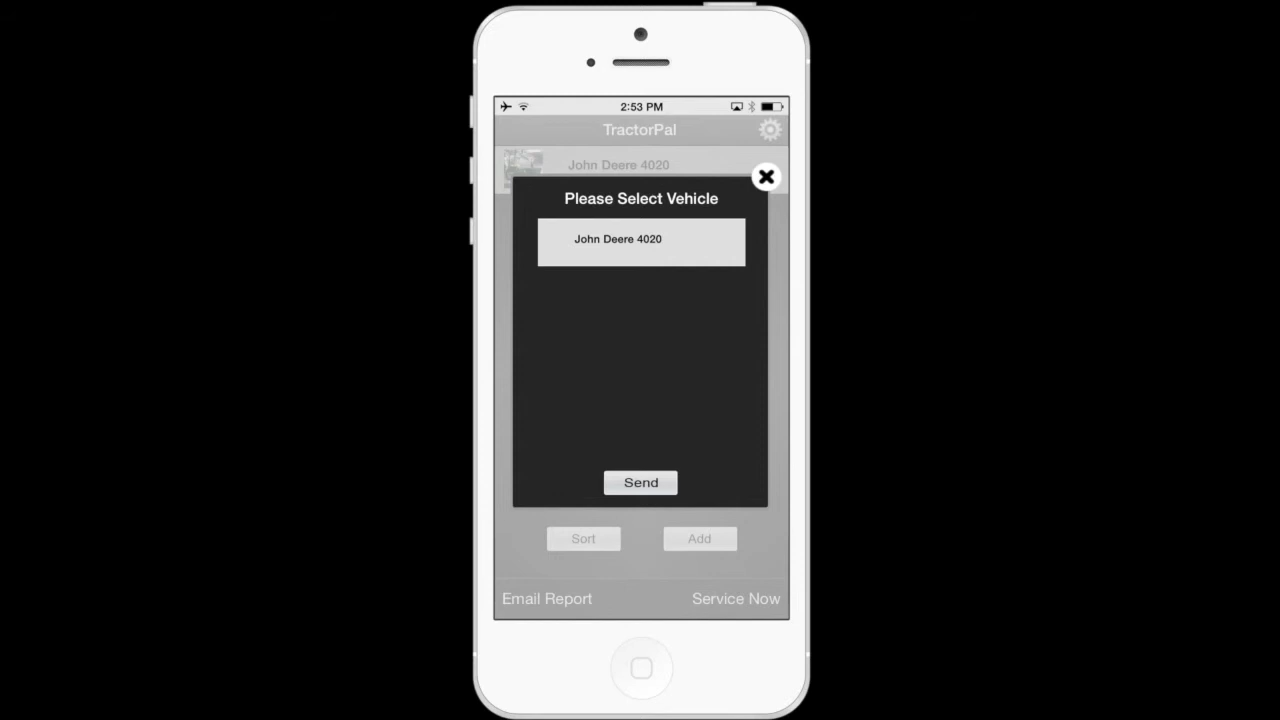 2:53 PM
TractorPal
John Deere 4020
Please Select Vehicle
John Deere 4020
Send
Sort
Add
Email Report
Service Now